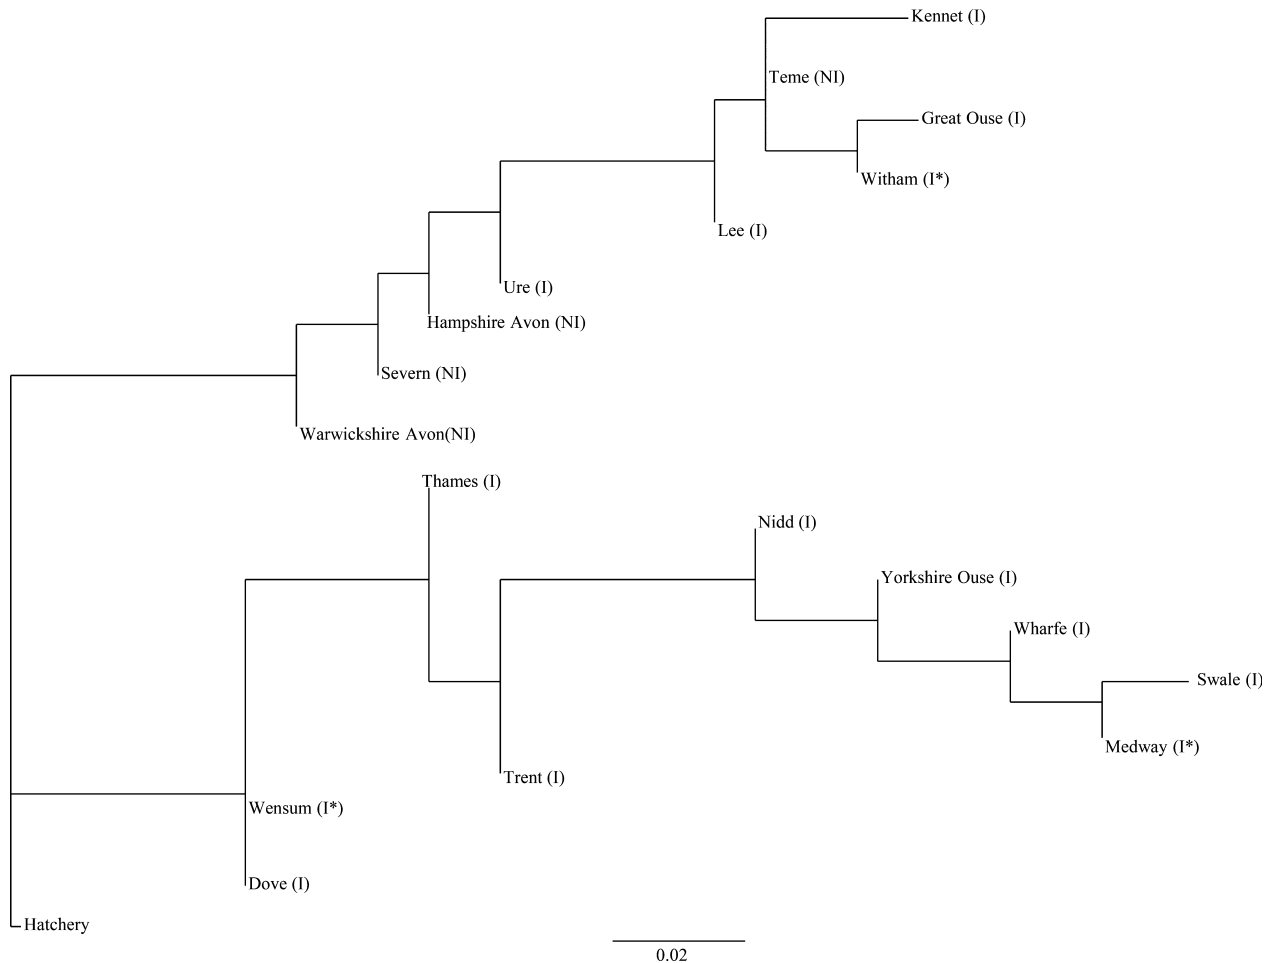 Kennet (I)
Teme (NI)
Great Ouse (I)
Witham (I*)
Lee (I)
Ure (I)
Hampshire Avon (NI)
Severn (NI)
Warwickshire Avon(NI)
Thames (I)
Nidd (I)
Yorkshire Ouse (I)
Wharfe (I)
Swale (I)
Medway (I*)
Trent (I)
Wensum (I*)
Dove (I)
Hatchery
0.02